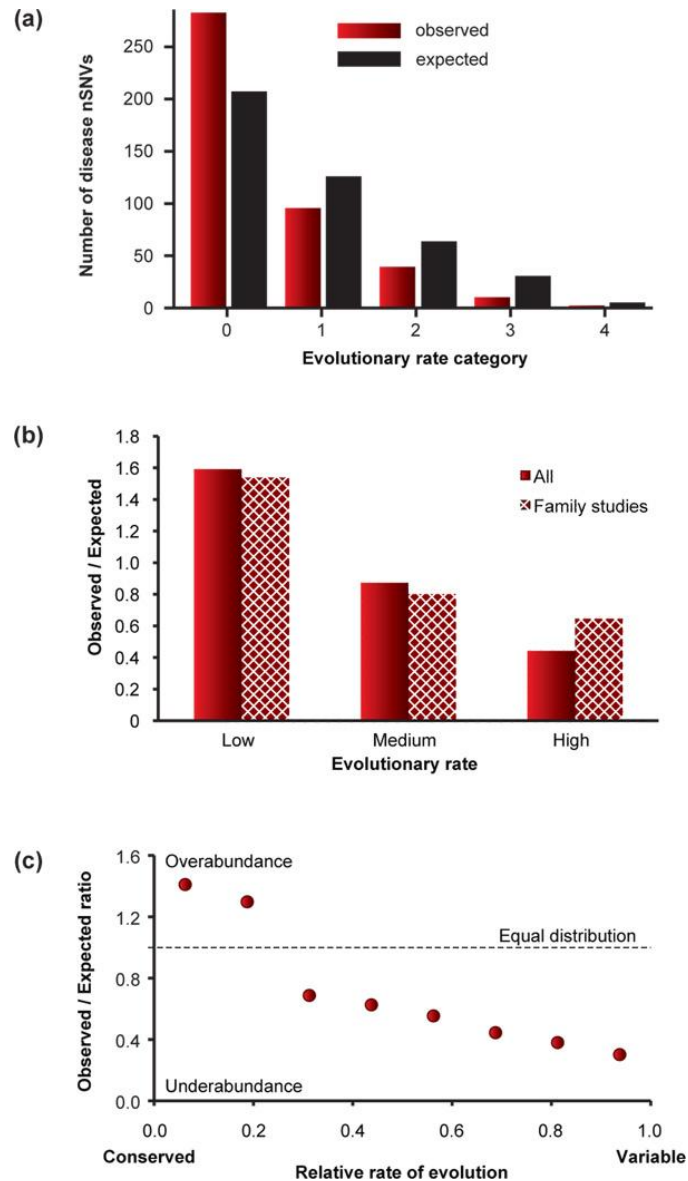 (a)
Number of disease nSNVs
250
200
150
100
50
0
observed
expected
0 1 2 3 4
Evolutionary rate category
(b)
Observed / Expected
1.8
1.6
1.4
1.2
1.0
0.8
0.6
0.4
0.2
0
All
Family studies
Low Medium High
Evolutionary rate
(c)
Observed / Expected ratio
1.6
1.2
0.8
0.4
0.0
Overabundance
Equal distribution
Underabundance
0.0 0.2 0.4 0.6 0.8 1.0
Conserved Variable
Relative rate of evolution